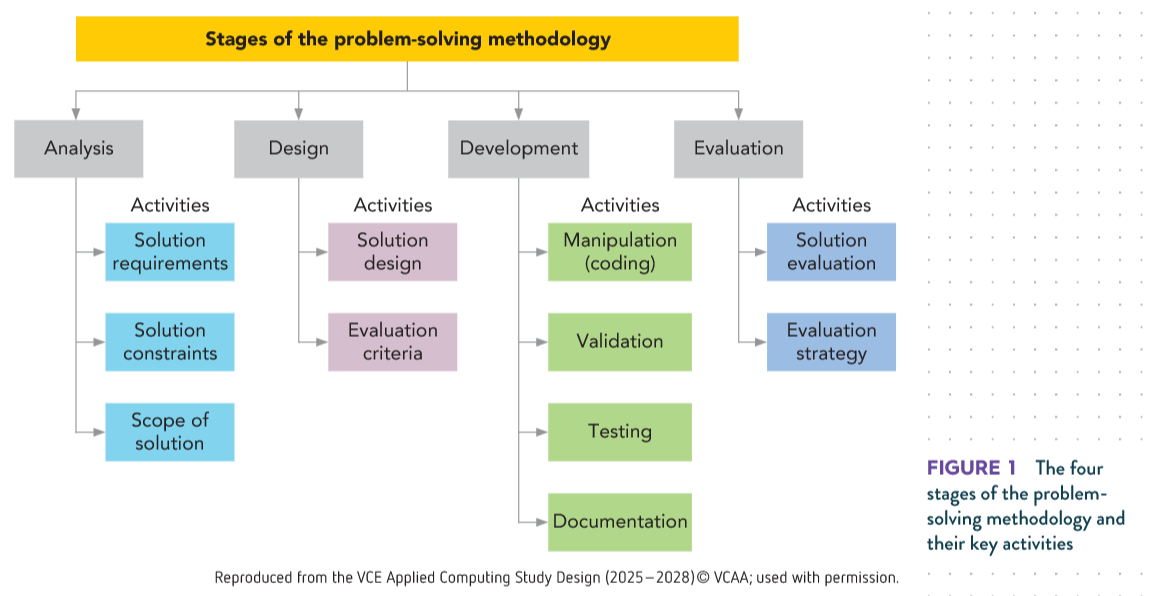 Stages of the problem-solving methodology
Analysis
Design
Development
Evaluation
Activities
Solution
requirements
Solution
constraints
Scope of
solution
Activities
Solution
design
Evaluation
criteria
Activities
Manipulation
(coding)
Validation
Testing
Documentation
Activities
Solution
evaluation
Evaluation
strategy
FIGURE 1 The four
stages of the problem-
solving methodology and
their key activities
Reproduced from the VCE Applied Computing Study Design (2025–2028)© VCAA; used with permission.